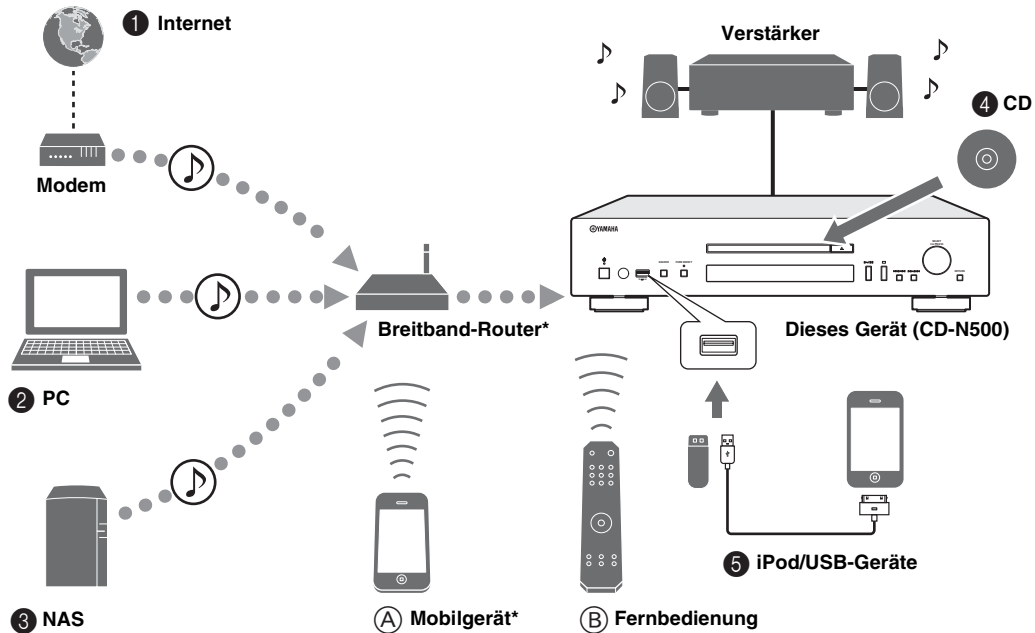 1 Internet
Verstärker
4 CD
Modem
YAMAHA
Breitband-Router*
Dieses Gerät (CD-N500)
2 PC
5 iPod/USB-Geräte
3 NAS
A Mobilgerät*
B Fernbedienung